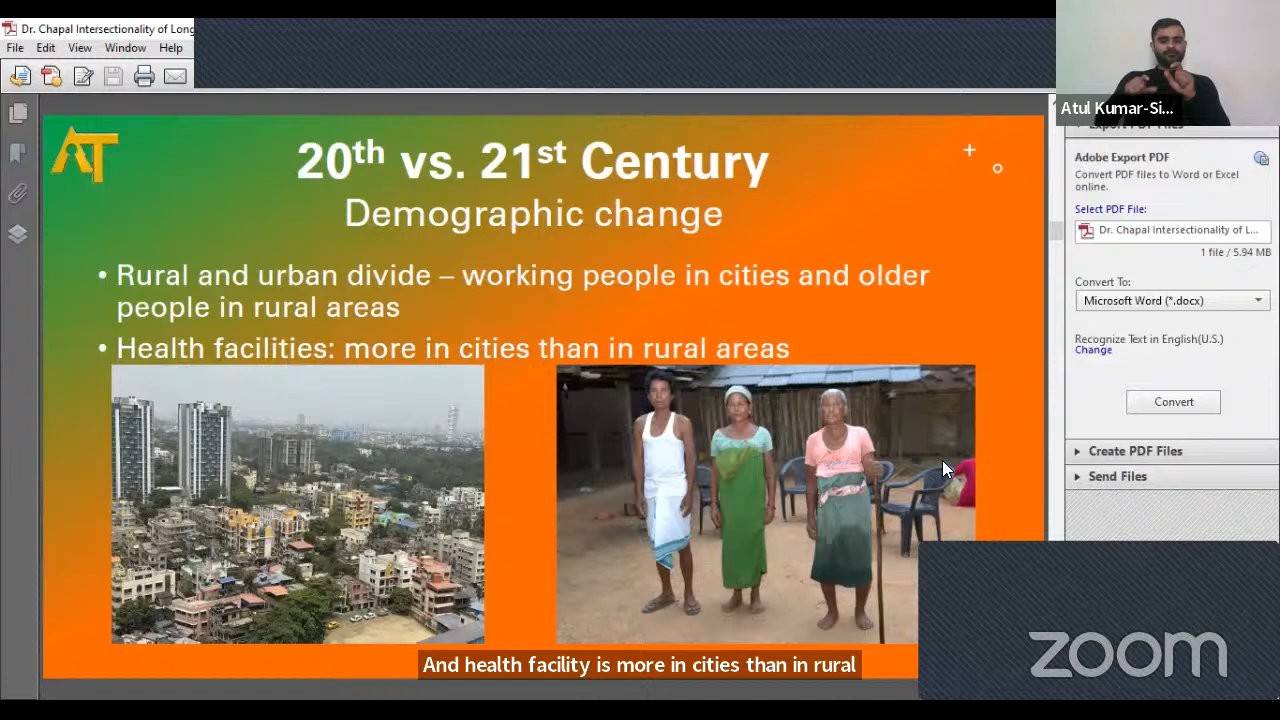 Dr. Chapal Intersectionality of Long
File Edit View Window Help
Atul Kumar-Si...
AT
20th vs. 21st Century
Demographic change
• Rural and urban divide – working people in cities and older
people in rural areas
• Health facilities: more in cities than in rural areas
Export PDF Files
Adobe Export PDF
Convert PDF files to Word or Excel
online.
Select PDF File:
Dr. Chapal Intersectionality of L...
1 file / 5.94 MB
Convert To:
Microsoft Word (*.docx)
Recognize Text in English(U.S.)
Change
Convert
Create PDF Files
Send Files
And health facility is more in cities than in rural
zoom